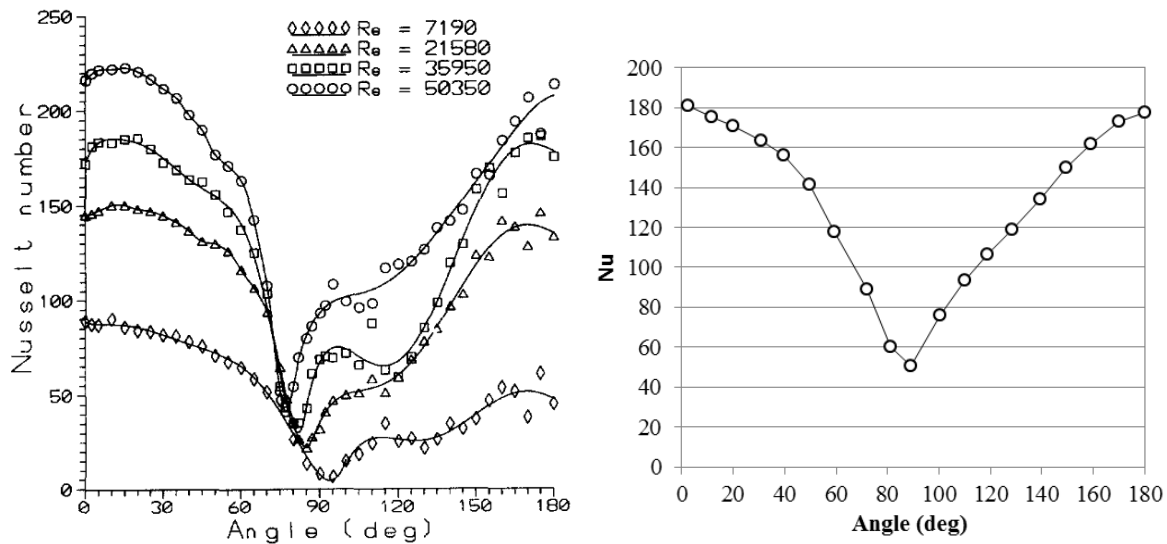 250
200
150
100
50
0
Nusselt number
Re = 7190
Re = 21580
Re = 35950
Re = 50350
0 30 60 90 120 150 180
Angle (deg)
200
180
160
140
120
100
80
60
40
20
0
Nu
0 20 40 60 80 100 120 140 160 180
Angle (deg)